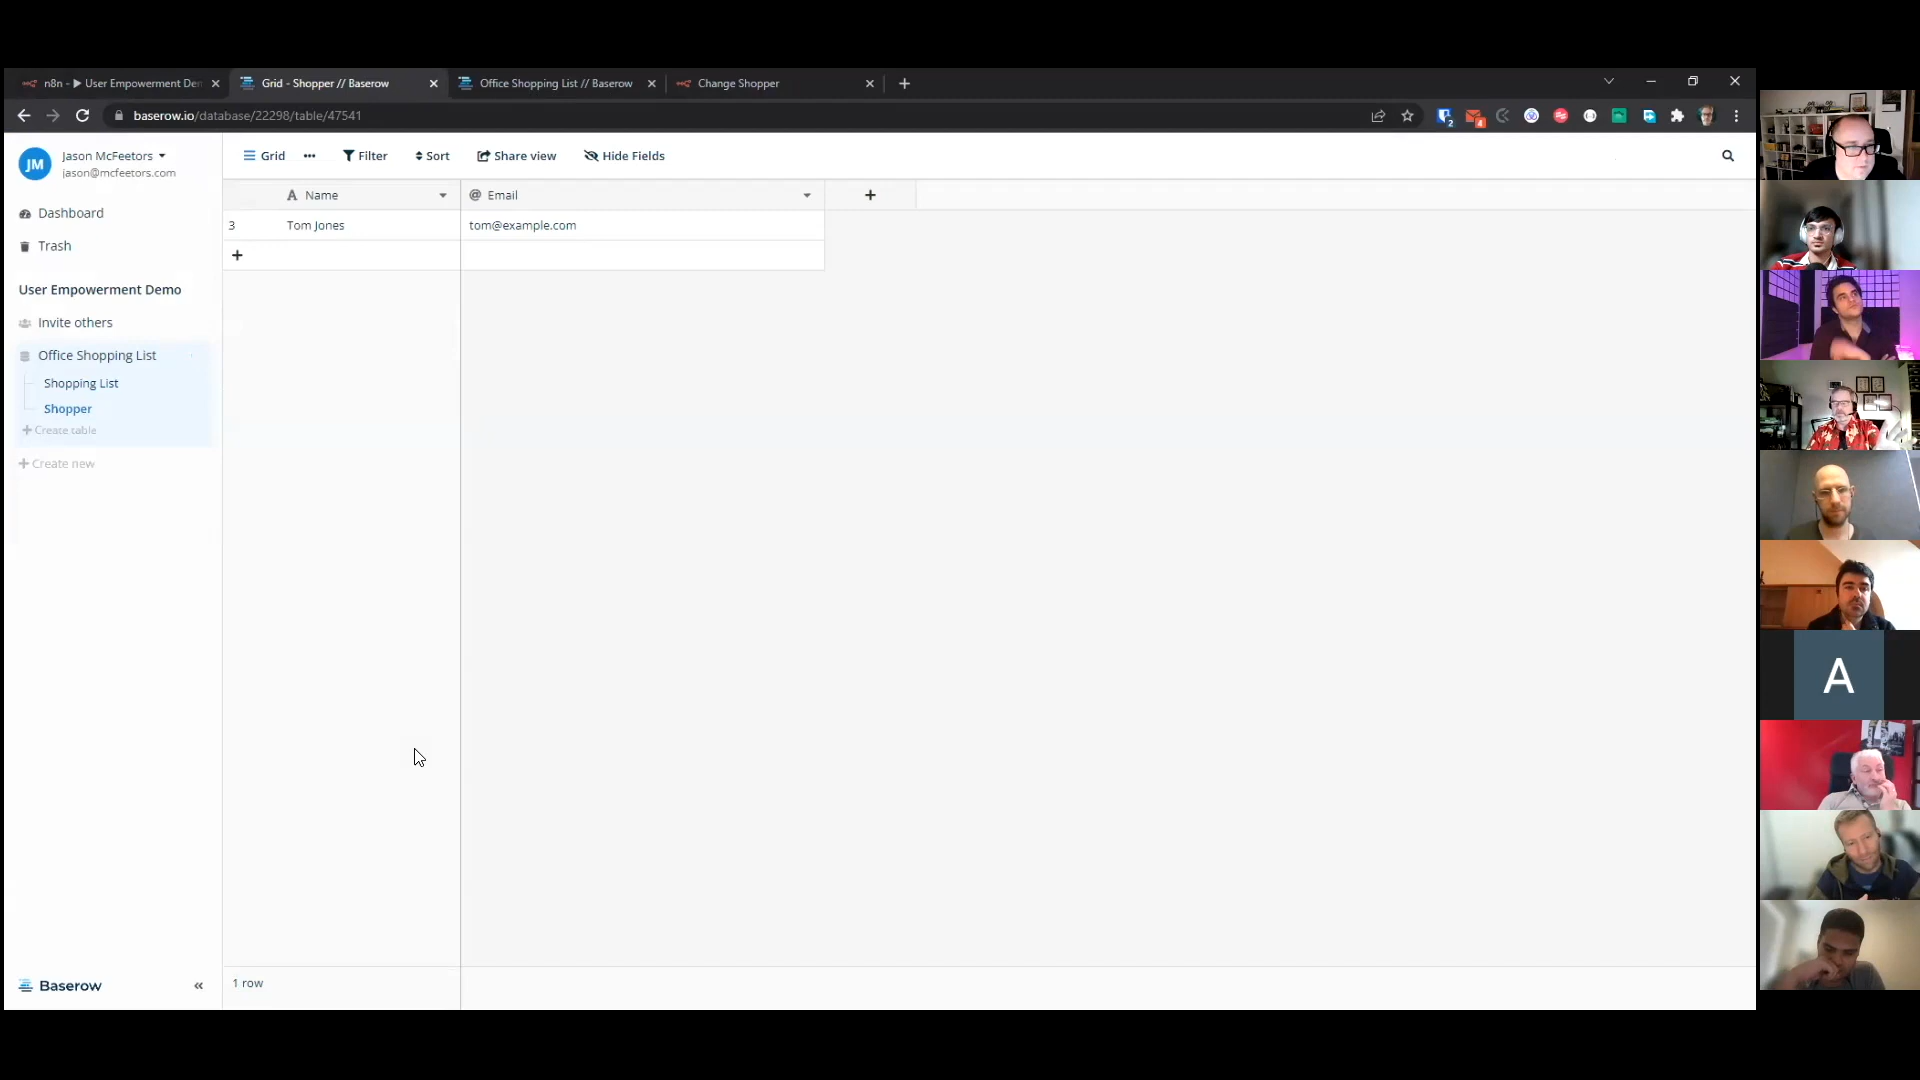 n8n - ▶ User Empowerment Der
Grid - Shopper // Baserow
Office Shopping List // Baserow
Change Shopper
baserow.io/database/22298/table/47541
JM
Jason McFeetors
jason@mcfeetors.com
Dashboard
Trash
User Empowerment Demo
Invite others
Office Shopping List
Shopping List
Shopper
+ Create table
+ Create new
Baserow
Grid
Filter
Sort
Share view
Hide Fields
Name
@ Email
3
Tom Jones
tom@example.com
1 row
2
4
A